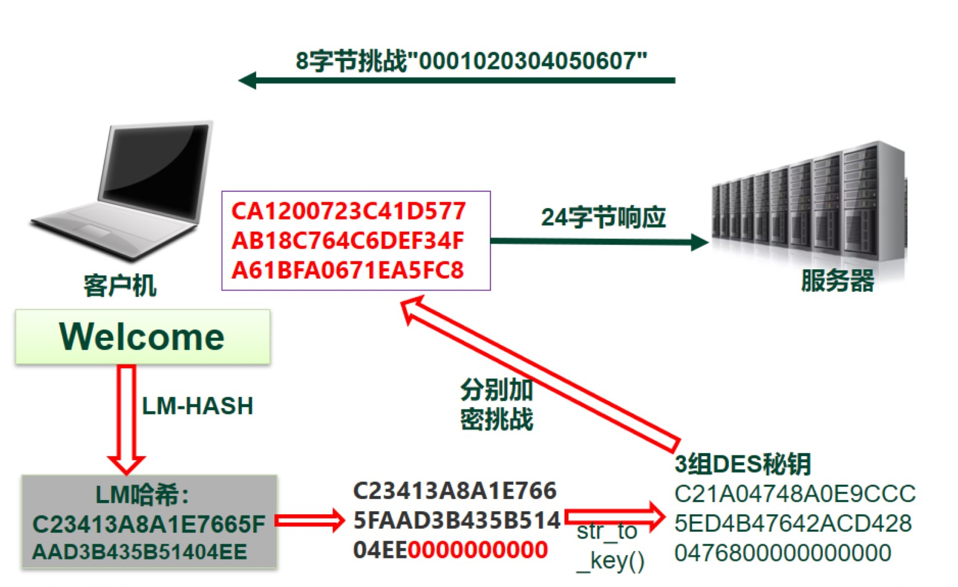 8字节挑战"0001020304050607"
CA1200723C41D577
AB18C764C6DEF34F
A61BFA0671EA5FC8
24字节响应
客户机
服务器
Welcome
LM-HASH
分别加
密挑战
LM哈希：
C23413A8A1E7665F
AAD3B435B51404EE
C23413A8A1E766
5FAAD3B435B514
04EE0000000000
str_to
_key()
3组DES秘钥
C21A04748A0E9CCC
5ED4B47642ACD428
0476800000000000